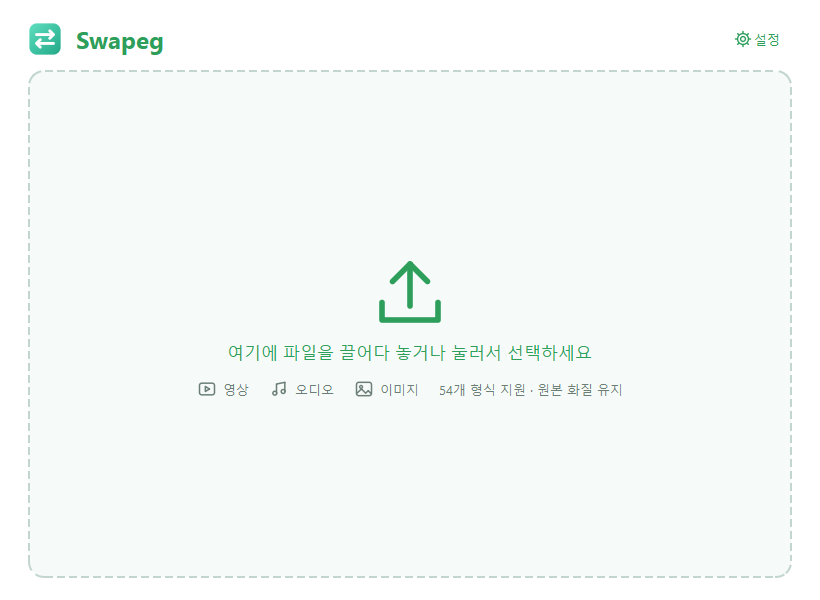 Swapeg
설정
여기에 파일을 끌어다 놓거나 눌러서 선택하세요
영상 오디오 이미지 54개 형식 지원 · 원본 화질 유지